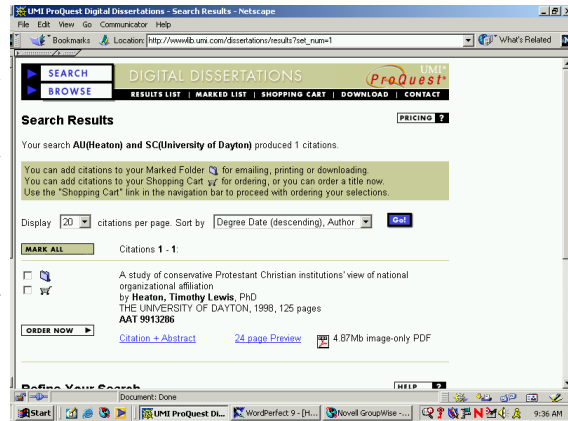 UMI ProQuest Digital Dissertations - Search Results - Netscape
File Edit View Go Communicator Help
Bookmarks Location: http://wwwlib.umi.com/dissertations/results?set_num=1 What's Related
SEARCH
BROWSE
DIGITAL DISSERTATIONS
UMI
ProQuest
RESULTS LIST | MARKED LIST | SHOPPING CART | DOWNLOAD | CONTACT
Search Results
PRICING ?
Your search AU(Heaton) and SC(University of Dayton) produced 1 citations.
You can add citations to your Marked Folder for emailing, printing or downloading.
You can add citations to your Shopping Cart for ordering, or you can order a title now.
Use the "Shopping Cart" link in the navigation bar to proceed with ordering your selections.
Display 20 citations per page. Sort by Degree Date (descending), Author Go!
MARK ALL
Citations 1 - 1:
A study of conservative Protestant Christian institutions' view of national
organizational affiliation
by Heaton, Timothy Lewis, PhD
THE UNIVERSITY OF DAYTON, 1998, 125 pages
AAT 9913286
ORDER NOW
Citation + Abstract 24 page Preview 4.87Mb image-only PDF
Refine Your Search
HELP ?
Document: Done
Start UMI ProQuest Di... WordPerfect 9 - [H... Novell GroupWise -... 9:36 AM